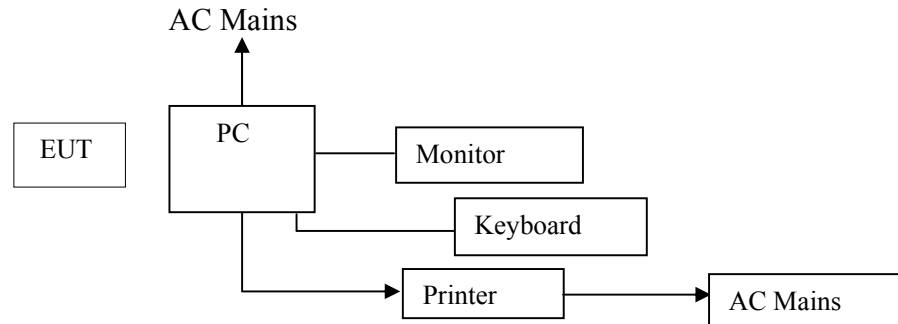 AC Mains
PC
EUT
Monitor
Keyboard
Printer
AC Mains